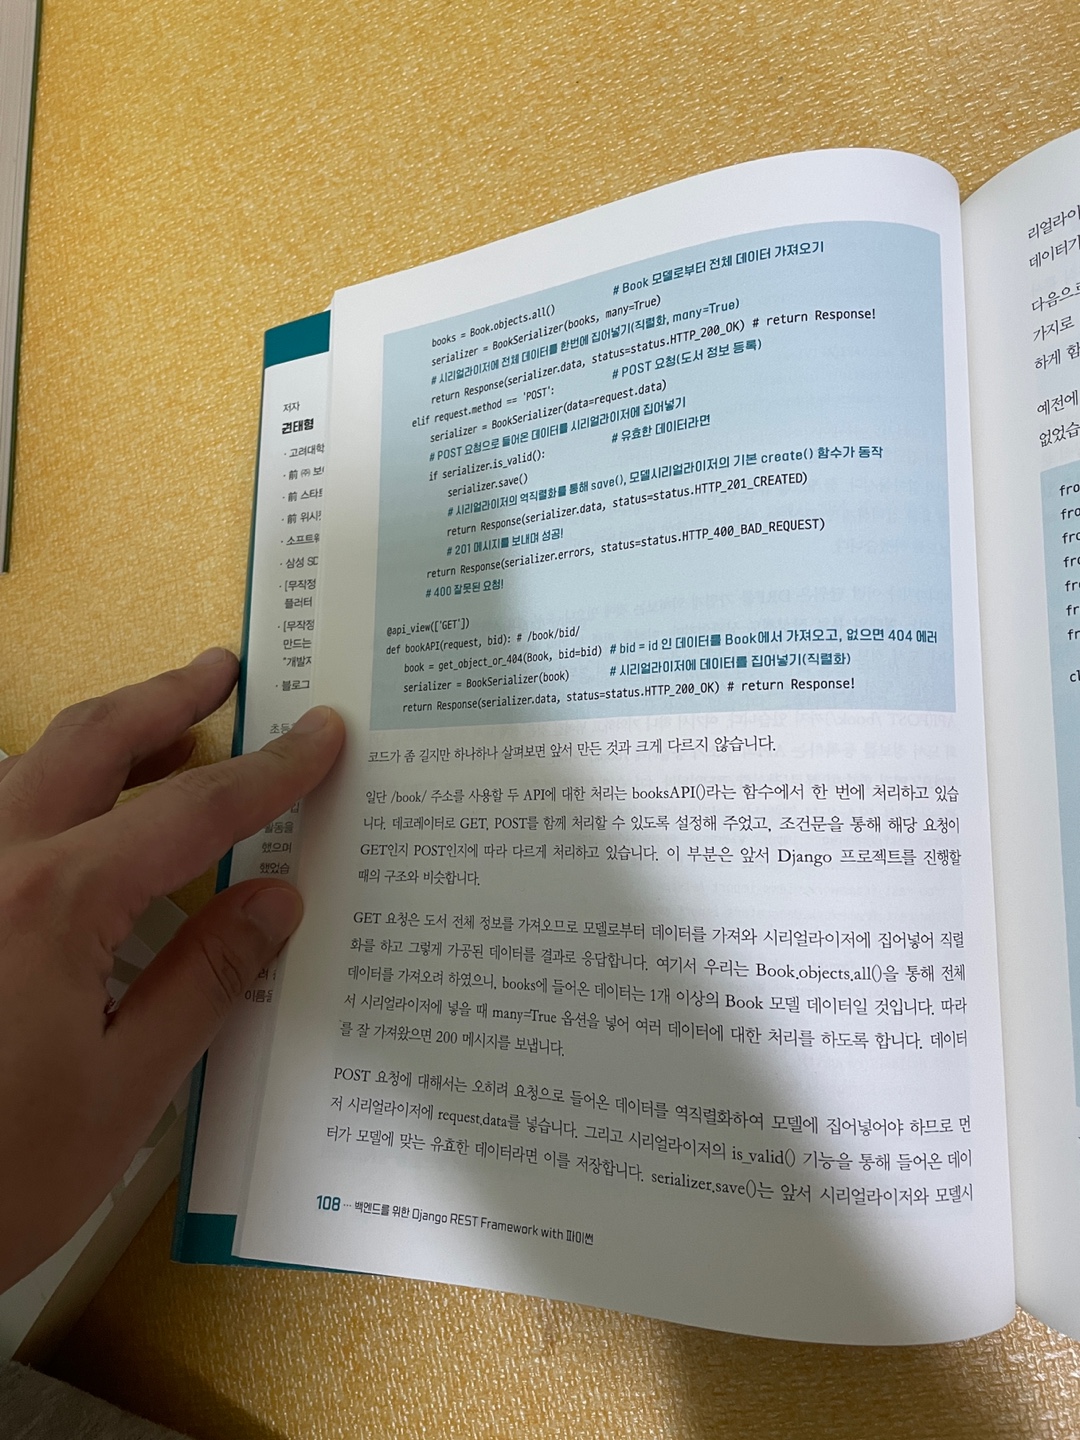 books = Book.objects.all() # Book 모델로부터 전체 데이터 가져오기
serializer = BookSerializer(books, many=True)
# 시리얼라이저에 전체 데이터를 한번에 집어넣기(직렬화, many=True)
return Response(serializer.data, status=status.HTTP_200_OK) # return Response!
elif request.method == 'POST': # POST 요청(도서 정보 등록)
serializer = BookSerializer(data=request.data)
# POST 요청으로 들어온 데이터를 시리얼라이저에 집어넣기
if serializer.is_valid(): # 유효한 데이터라면
serializer.save()
# 시리얼라이저의 역직렬화를 통해 save(), 모델시리얼라이저의 기본 create() 함수가 동작
return Response(serializer.data, status=status.HTTP_201_CREATED)
# 201 메시지를 보내며 성공!
return Response(serializer.errors, status=status.HTTP_400_BAD_REQUEST)
# 400 잘못된 요청!
@api_view(['GET'])
def bookAPI(request, bid): # /book/bid/
book = get_object_or_404(Book, bid=bid) # bid = id 인 데이터를 Book에서 가져오고, 없으면 404 에러
serializer = BookSerializer(book) # 시리얼라이저에 데이터를 집어넣기(직렬화)
return Response(serializer.data, status=status.HTTP_200_OK) # return Response!
코드가 좀 길지만 하나하나 살펴보면 앞서 만든 것과 크게 다르지 않습니다.
일단 /book/ 주소를 사용할 두 API에 대한 처리는 booksAPI()라는 함수에서 한 번에 처리하고 있습
니다. 데코레이터로 GET, POST를 함께 처리할 수 있도록 설정해 주었고, 조건문을 통해 해당 요청이
GET인지 POST인지에 따라 다르게 처리하고 있습니다. 이 부분은 앞서 Django 프로젝트를 진행할
때의 구조와 비슷합니다.
GET 요청은 도서 전체 정보를 가져오므로 모델로부터 데이터를 가져와 시리얼라이저에 집어넣어 직렬
화를 하고 그렇게 가공된 데이터를 결과로 응답합니다. 여기서 우리는 Book.objects.all()을 통해 전체
데이터를 가져오려 하였으니, books에 들어온 데이터는 1개 이상의 Book 모델 데이터일 것입니다. 따라
서 시리얼라이저에 넣을 때 many=True 옵션을 넣어 여러 데이터에 대한 처리를 하도록 합니다. 데이터
를 잘 가져왔으면 200 메시지를 보냅니다.
POST 요청에 대해서는 오히려 요청으로 들어온 데이터를 역직렬화하여 모델에 집어넣어야 하므로 먼
저 시리얼라이저에 request.data를 넣습니다. 그리고 시리얼라이저의 is_valid() 기능을 통해 들어온 데이
터가 모델에 맞는 유효한 데이터라면 이를 저장합니다. serializer.save()는 앞서 시리얼라이저와 모델시
108 ··· 백엔드를 위한 Django REST Framework with 파이썬
저자
권태형
· 고려대학
· 前 ㈜ 보
· 前 스타트
· 前 위시
· 소프트웨
· 삼성 SD
· [무작정
플러터
· [무작정
만드는
"개발자
· 블로그
초등
활동을
했으며
했었습
이름을
리얼라이
데이터가
다음으로
가지로
하게 함
예전에
없었습
fro
fro
fro
fro
fr
fr
cl